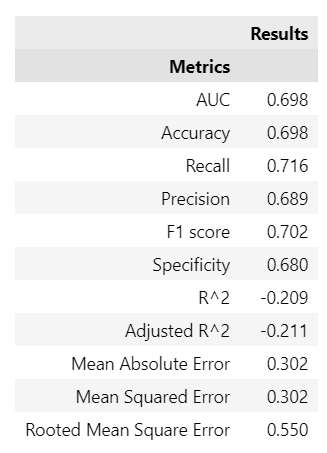 Results
Metrics
AUC 0.698
Accuracy 0.698
Recall 0.716
Precision 0.689
F1 score 0.702
Specificity 0.680
R^2 -0.209
Adjusted R^2 -0.211
Mean Absolute Error 0.302
Mean Squared Error 0.302
Rooted Mean Square Error 0.550